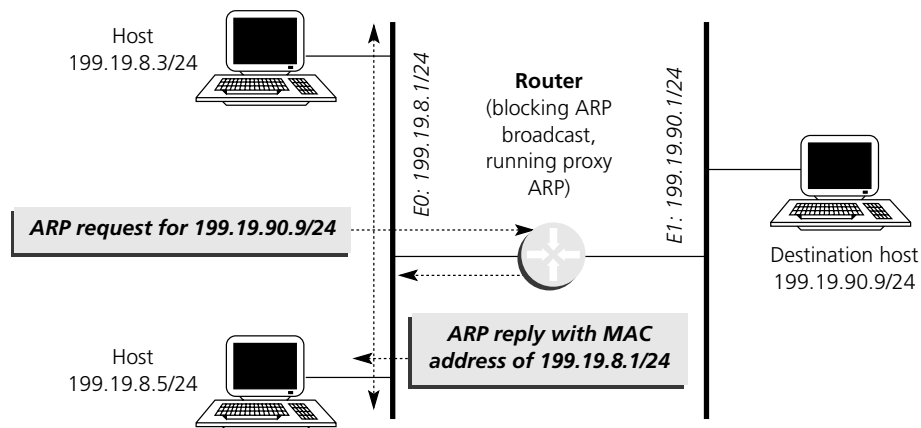 Host
199.19.8.3/24
E0: 199.19.8.1/24
Router
(blocking ARP
broadcast,
running proxy
ARP)
E1: 199.19.90.1/24
ARP request for 199.19.90.9/24
Destination host
199.19.90.9/24
ARP reply with MAC
address of 199.19.8.1/24
Host
199.19.8.5/24